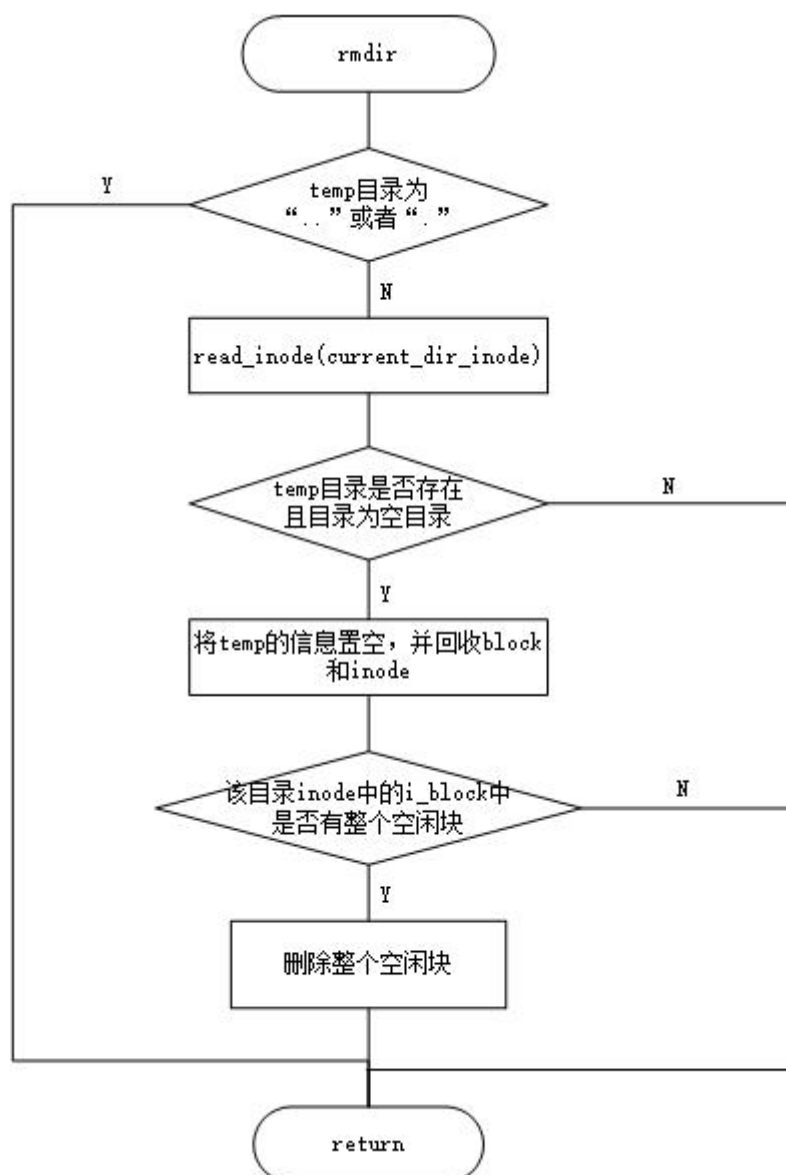 rmdir
Y
temp目录为
“..”或者“.”
N
read_inode(current_dir_inode)
temp目录是否存在
且目录为空目录
N
Y
将temp的信息置空，并回收block
和inode
该目录inode中的i_block中
是否有整个空闲块
N
Y
删除整个空闲块
return